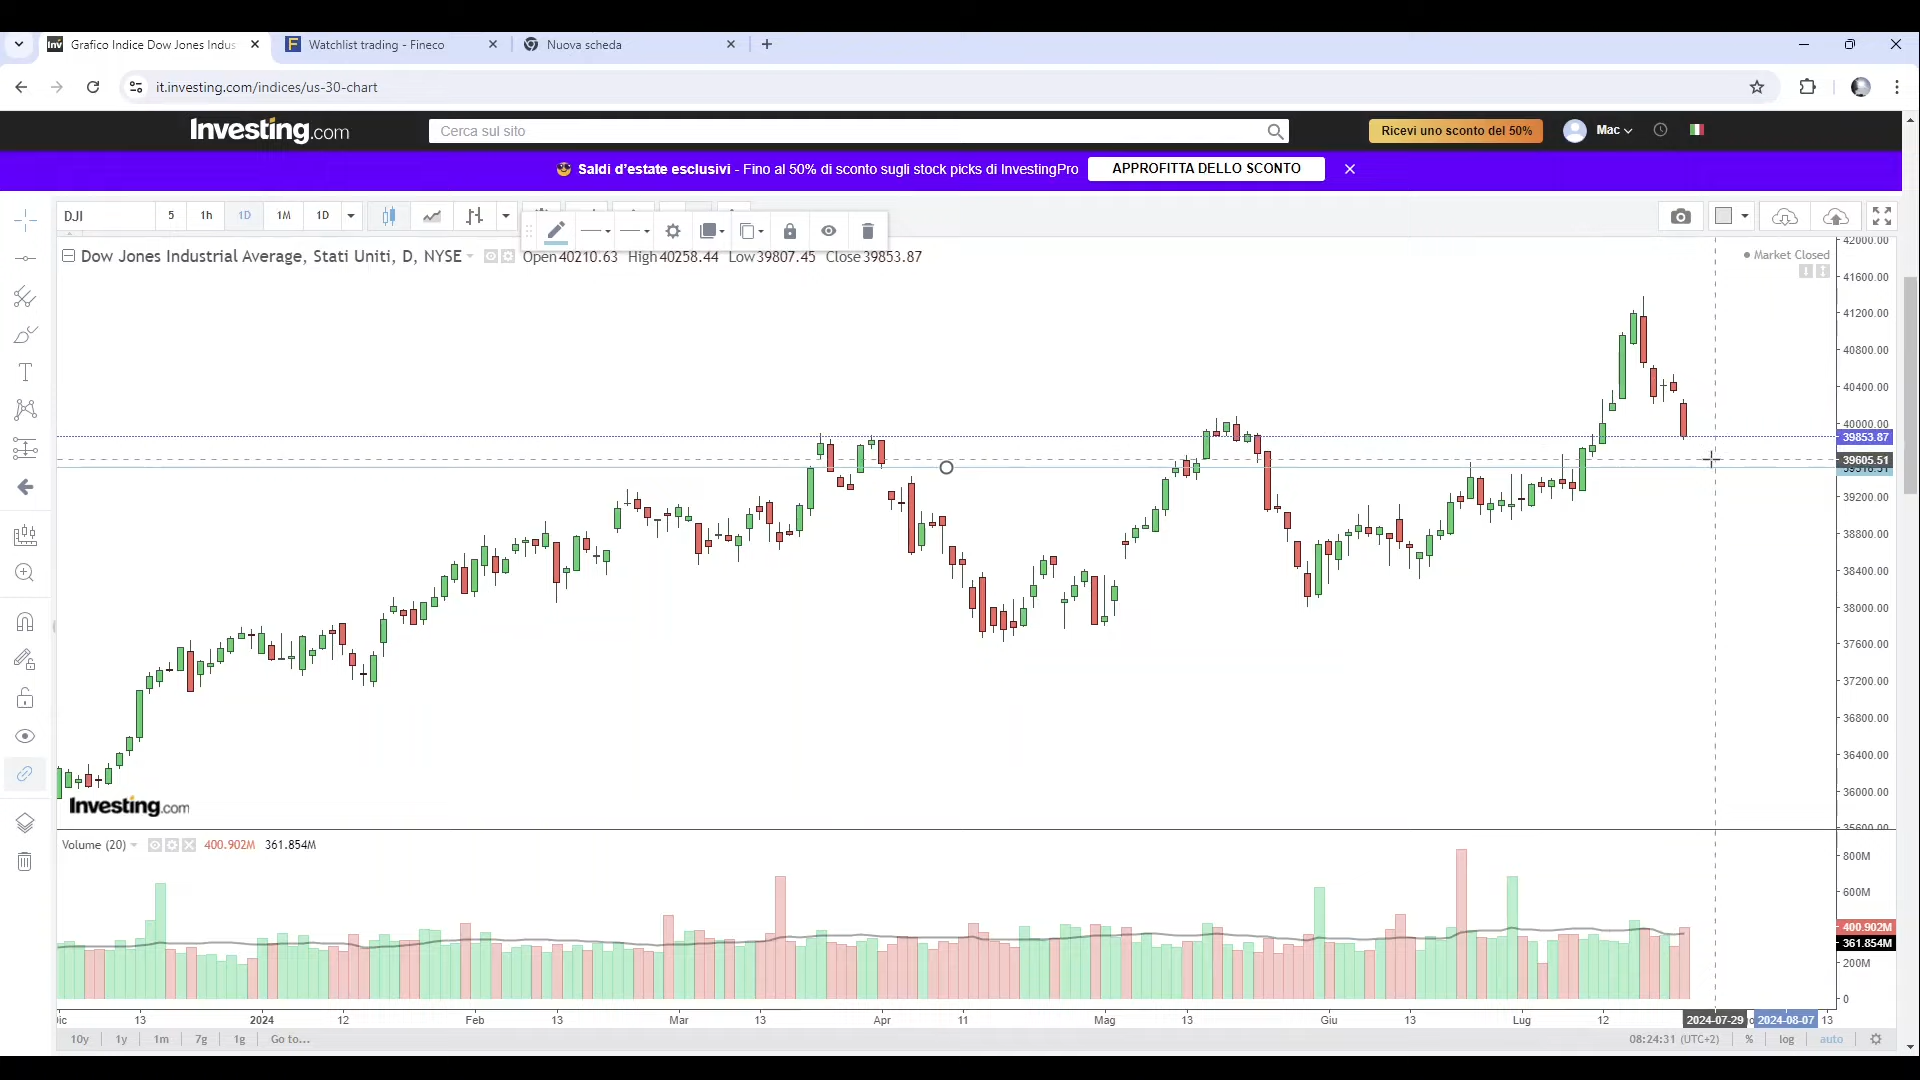 Grafico Indice Dow Jones Indus
Watchlist trading - Fineco
Nuova scheda
it.investing.com/indices/us-30-chart
Investing.com
Cerca sul sito
Ricevi uno sconto del 50%
Mac
Saldi d'estate esclusivi - Fino al 50% di sconto sugli stock picks di InvestingPro
APPROFITTA DELLO SCONTO
DJI
5
1h
1D
1M
1D
Dow Jones Industrial Average, Stati Uniti, D, NYSE
Open 40210.63 High 40258.44 Low 39807.45 Close 39853.87
Market Closed
42000.00
41600.00
41200.00
40800.00
40400.00
40000.00
39853.87
39605.51
39200.00
38800.00
38400.00
38000.00
37600.00
37200.00
36800.00
36400.00
36000.00
35600.00
Investing.com
Volume (20)
400.902M
361.854M
800M
600M
400.902M
361.854M
200M
0
13
2024
12
Feb
13
Mar
13
Apr
11
Mag
13
Giu
13
Lug
12
2024-07-29
2024-08-07
13
10y
1y
1m
7g
1g
Go to...
08:24:31 (UTC+2)
%
log
auto